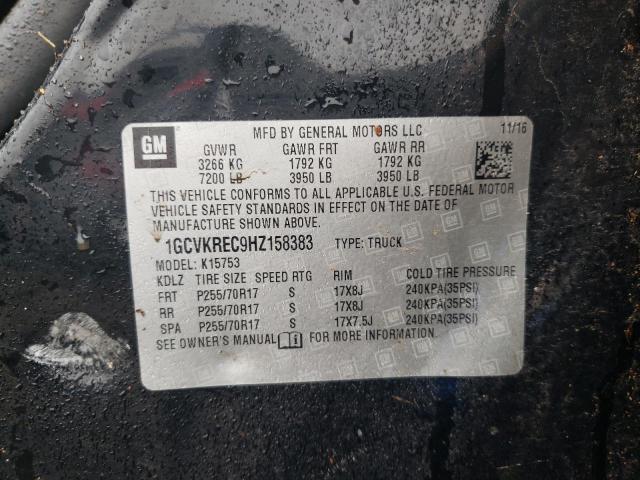 GM MFD BY GENERAL MOTORS LLC 11/16
GVWR GAWR FRT GAWR RR
3266 KG 1792 KG 1792 KG
7200 LB 3950 LB 3950 LB
THIS VEHICLE CONFORMS TO ALL APPLICABLE U.S. FEDERAL MOTOR
VEHICLE SAFETY STANDARDS IN EFFECT ON THE DATE OF
MANUFACTURE SHOWN ABOVE.
1GCVKREC9HZ158383 TYPE: TRUCK
MODEL: K15753
KDLZ TIRE SIZE SPEED RTG RIM COLD TIRE PRESSURE
FRT P255/70R17 S 17X8J 240KPA(35PSI)
RR P255/70R17 S 17X8J 240KPA(35PSI)
SPA P255/70R17 S 17X7.5J 240KPA(35PSI)
SEE OWNER'S MANUAL FOR MORE INFORMATION.